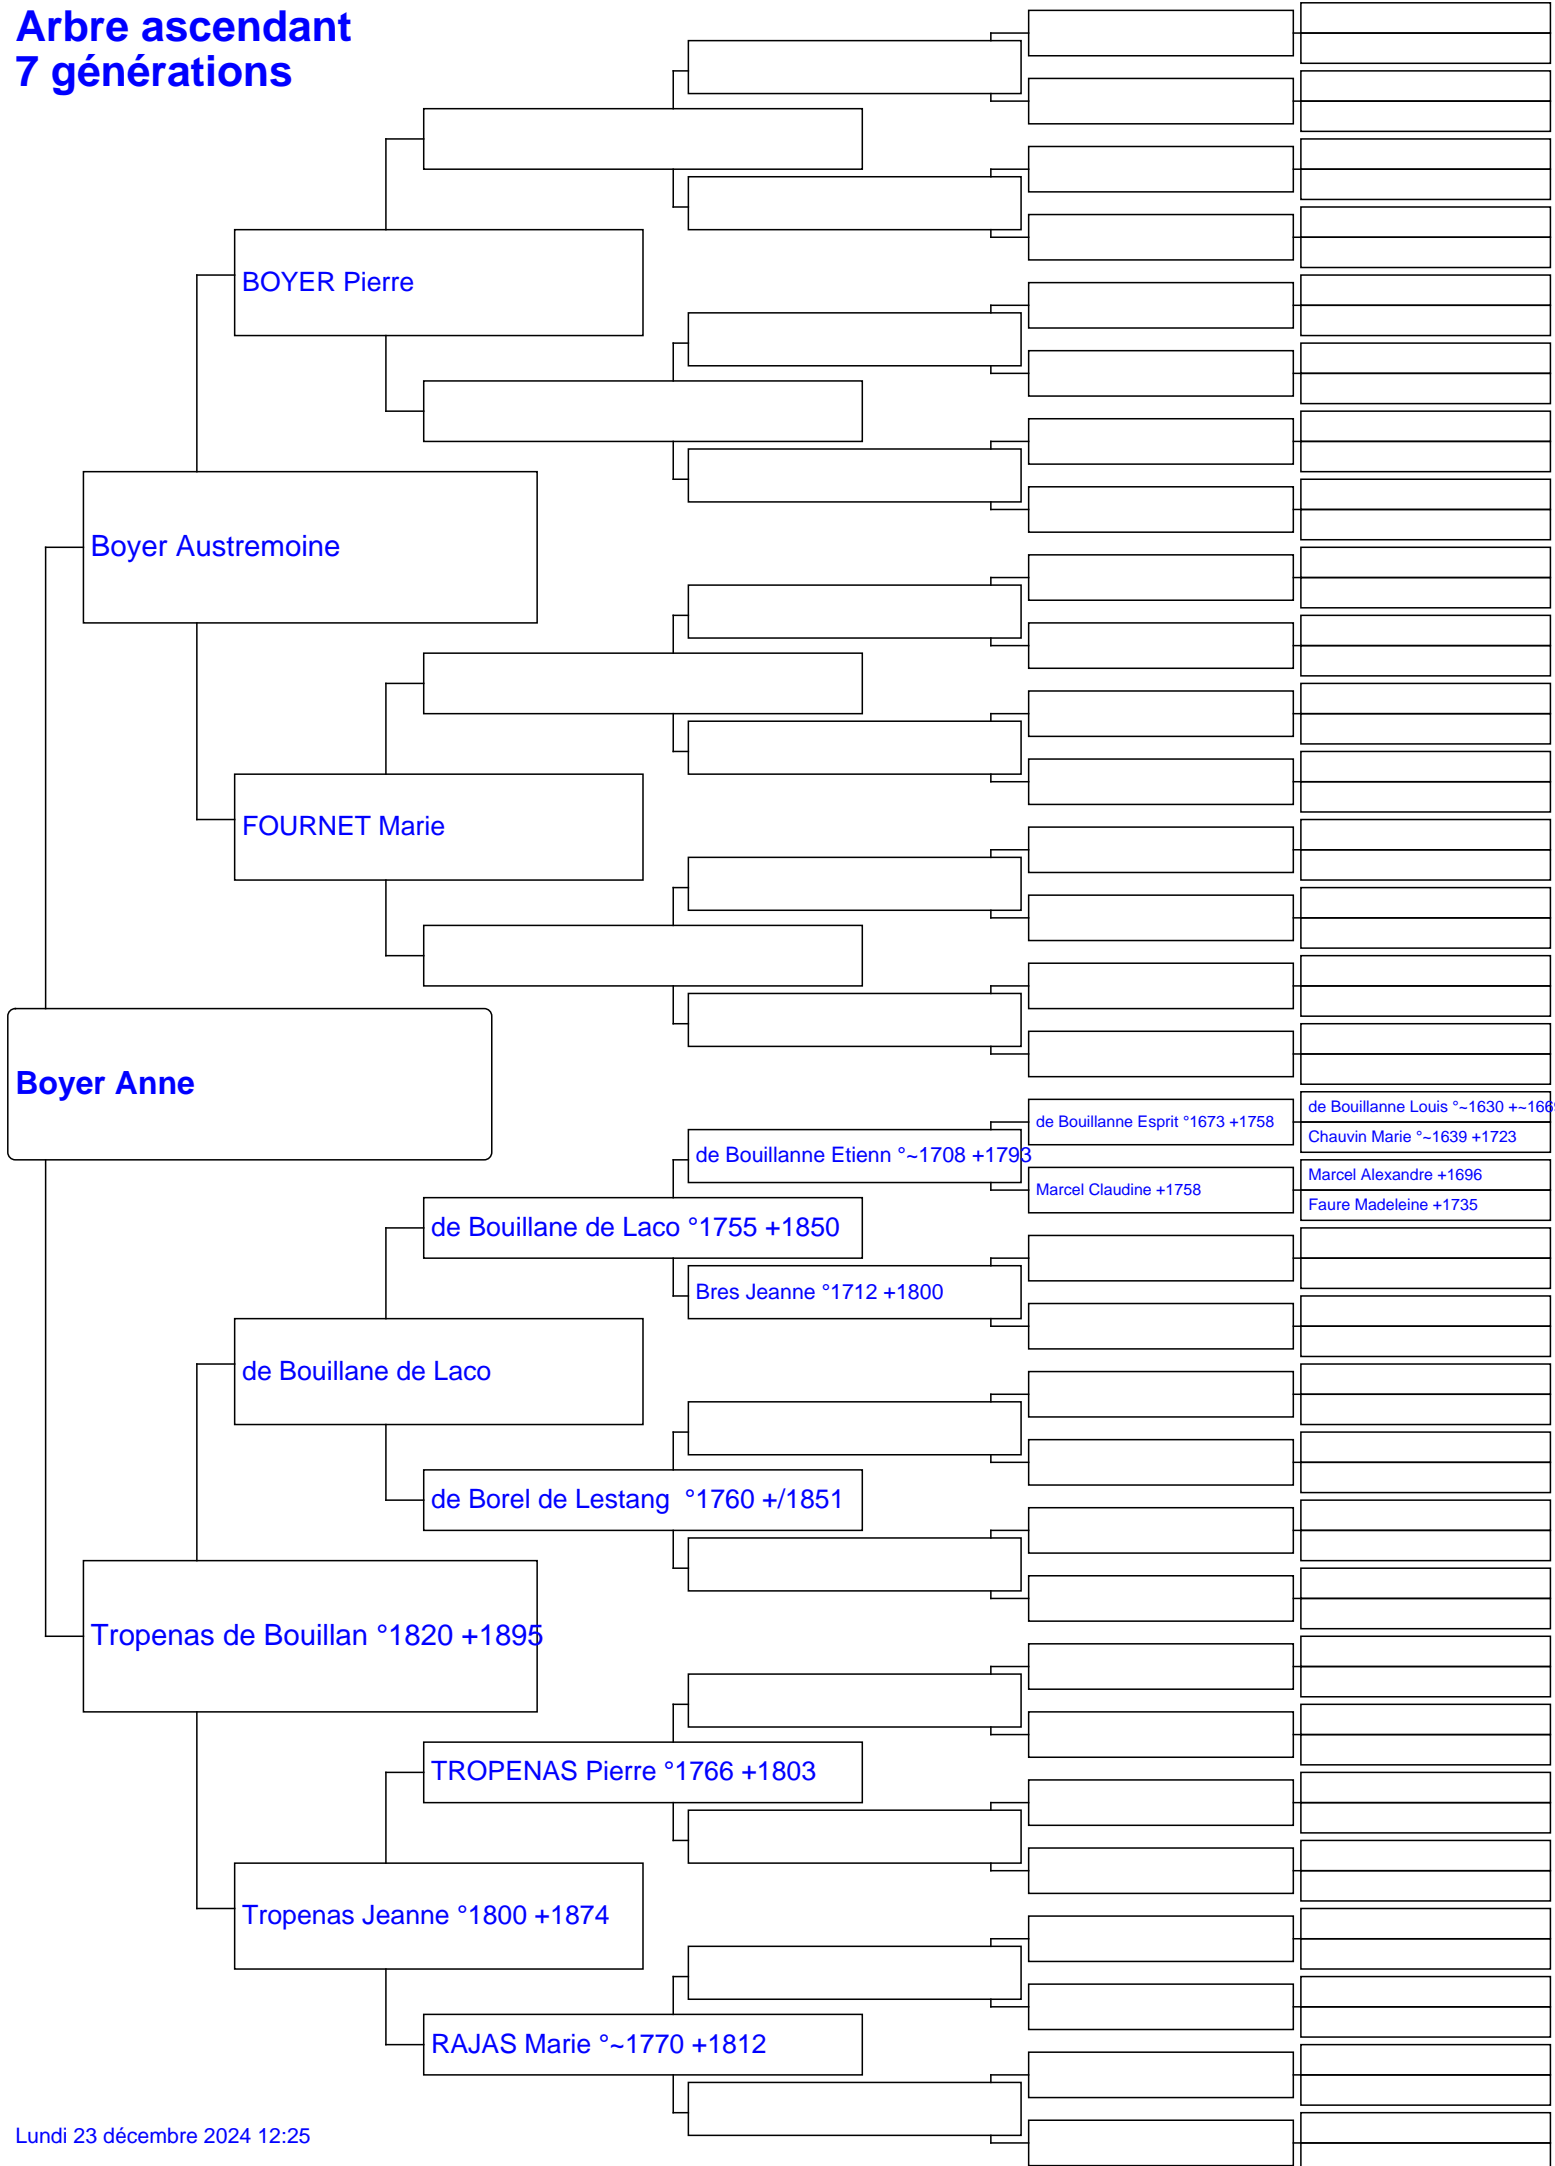 Arbre ascendant
7 générations
BOYER Pierre
Boyer Austremoine
FOURNET Marie
Boyer Anne
de Bouillanne Esprit °1673 +1758
de Bouillanne Louis °~1630 +~166
Chauvin Marie °~1639 +1723
de Bouillanne Etienn °~1708 +1793
Marcel Claudine +1758
Marcel Alexandre +1696
Faure Madeleine +1735
de Bouillane de Laco °1755 +1850
Bres Jeanne °1712 +1800
de Bouillane de Laco
de Borel de Lestang  °1760 +/1851
Tropenas de Bouillan °1820 +1895
TROPENAS Pierre °1766 +1803
Tropenas Jeanne °1800 +1874
RAJAS Marie °~1770 +1812
Lundi 23 décembre 2024 12:25